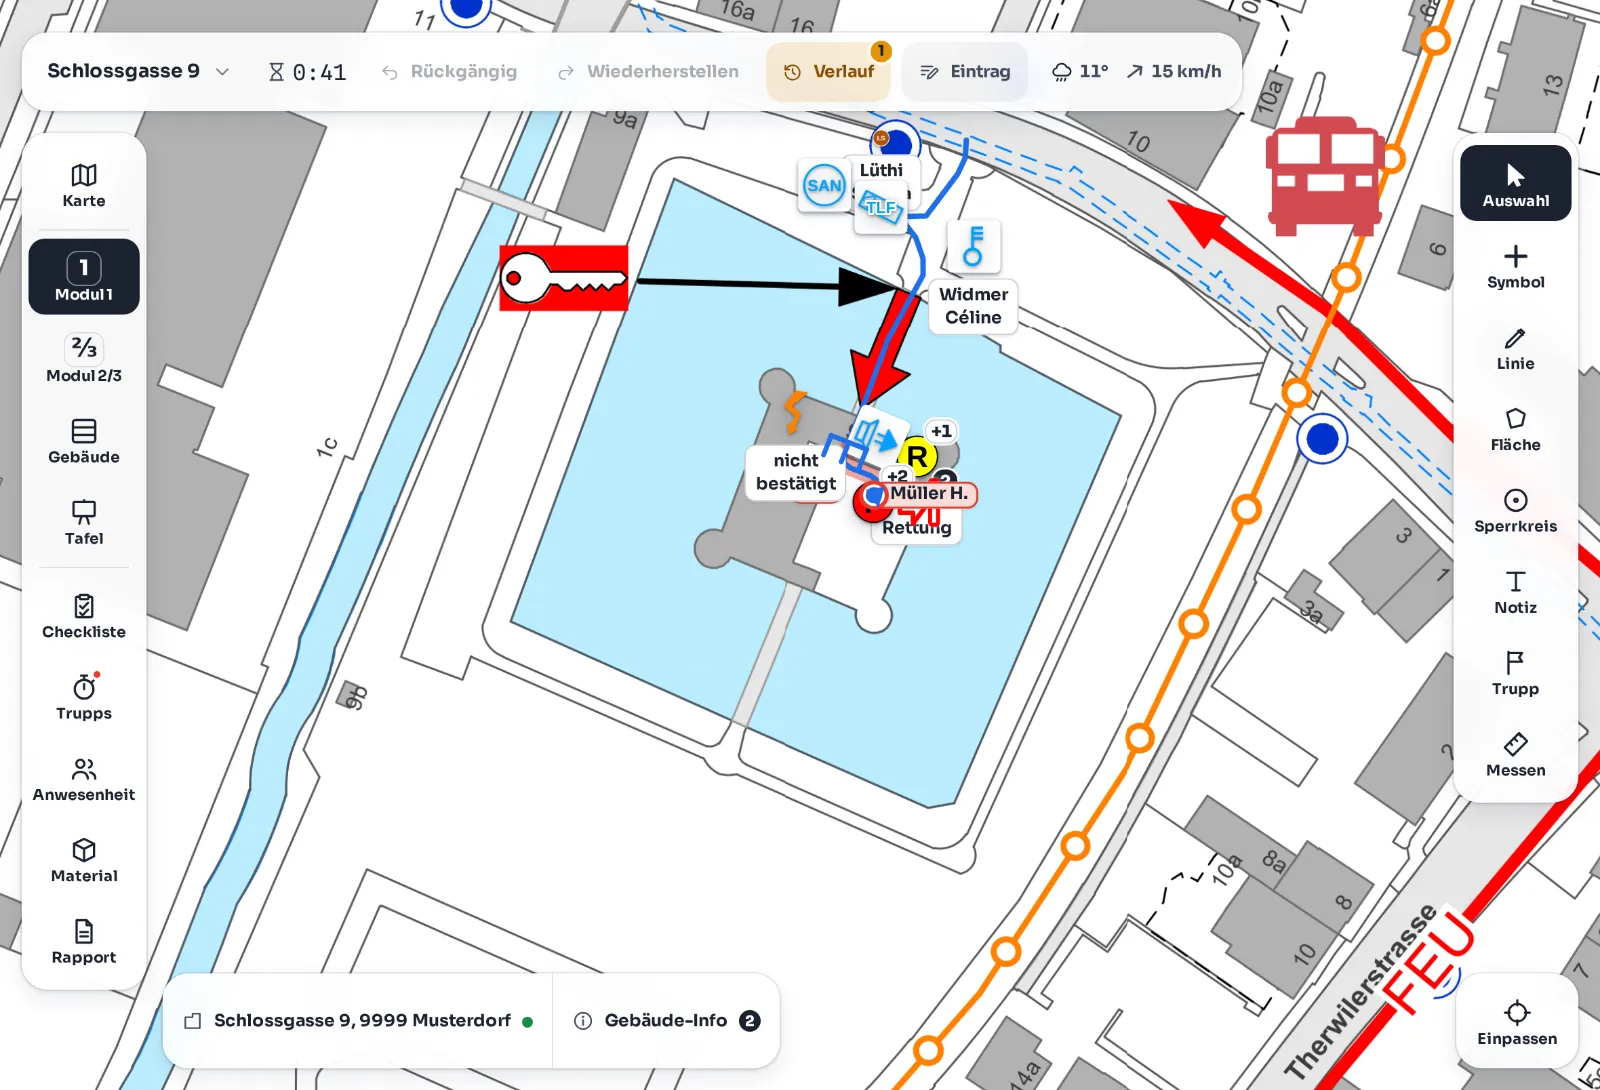 11
16a
16
10
10a
13
6
9a
1c
9b
3
1
3a
2
10a
8a
8
10
7
14a
Schlossgasse 9
0:41
Rückgängig
Wiederherstellen
Verlauf
1
Eintrag
11°
15 km/h
Karte
1
Modul 1
⅔
Modul 2/3
Gebäude
Tafel
Checkliste
Trupps
Anwesenheit
Material
Rapport
Auswahl
Symbol
Linie
Fläche
Sperrkreis
Notiz
Trupp
Messen
Einpassen
LS
Lüthi
SAN
TLF
Widmer
Céline
+1
R
nicht
bestätigt
+2
Müller H.
Rettung
Therwilerstrasse
FEU
Schlossgasse 9, 9999 Musterdorf
Gebäude-Info
2